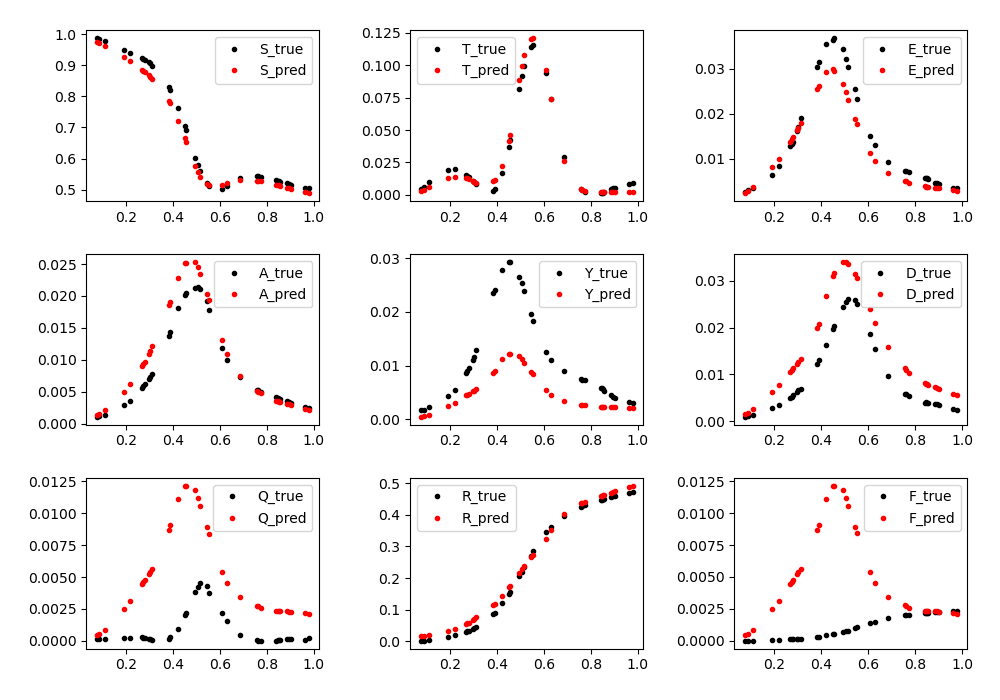 1.0
0.9
0.8
0.7
0.6
0.5
0.2 0.4 0.6 0.8 1.0
S_true
S_pred
0.125
0.100
0.075
0.050
0.025
0.000
0.2 0.4 0.6 0.8 1.0
T_true
T_pred
0.03
0.02
0.01
0.2 0.4 0.6 0.8 1.0
E_true
E_pred
0.025
0.020
0.015
0.010
0.005
0.000
0.2 0.4 0.6 0.8 1.0
A_true
A_pred
0.03
0.02
0.01
0.00
0.2 0.4 0.6 0.8 1.0
Y_true
Y_pred
0.03
0.02
0.01
0.00
0.2 0.4 0.6 0.8 1.0
D_true
D_pred
0.0125
0.0100
0.0075
0.0050
0.0025
0.0000
0.2 0.4 0.6 0.8 1.0
Q_true
Q_pred
0.5
0.4
0.3
0.2
0.1
0.0
0.2 0.4 0.6 0.8 1.0
R_true
R_pred
0.0125
0.0100
0.0075
0.0050
0.0025
0.0000
0.2 0.4 0.6 0.8 1.0
F_true
F_pred